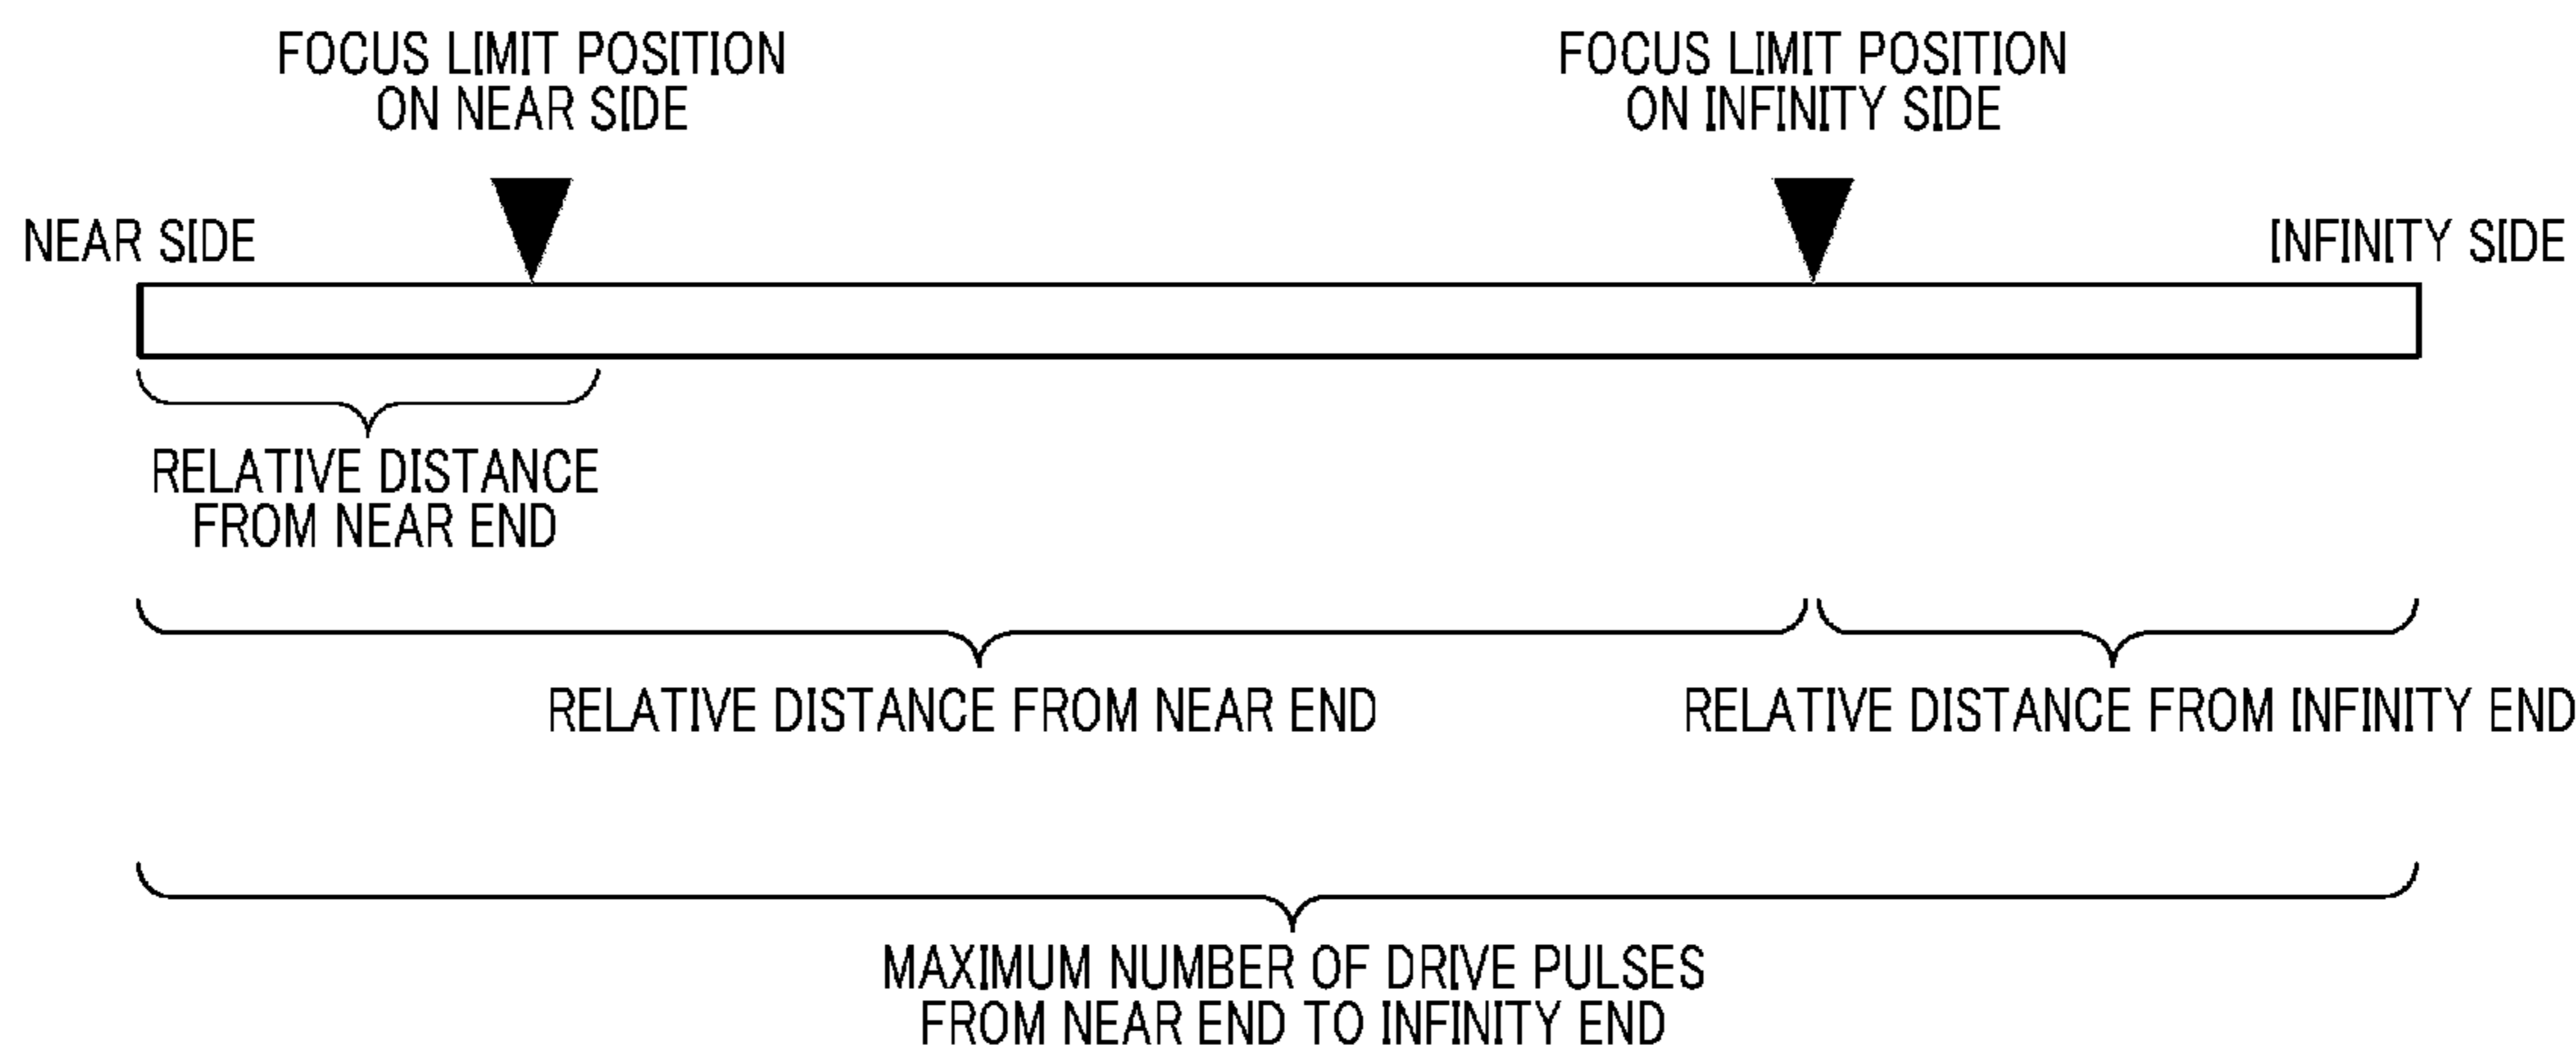 FOCUS LIMIT POSITION
ON NEAR SIDE
FOCUS LIMIT POSITION
ON INFINITY SIDE
NEAR SIDE
INFINITY SIDE
RELATIVE DISTANCE
FROM NEAR END
RELATIVE DISTANCE FROM NEAR END
RELATIVE DISTANCE FROM INFINITY END
MAXIMUM NUMBER OF DRIVE PULSES
FROM NEAR END TO INFINITY END